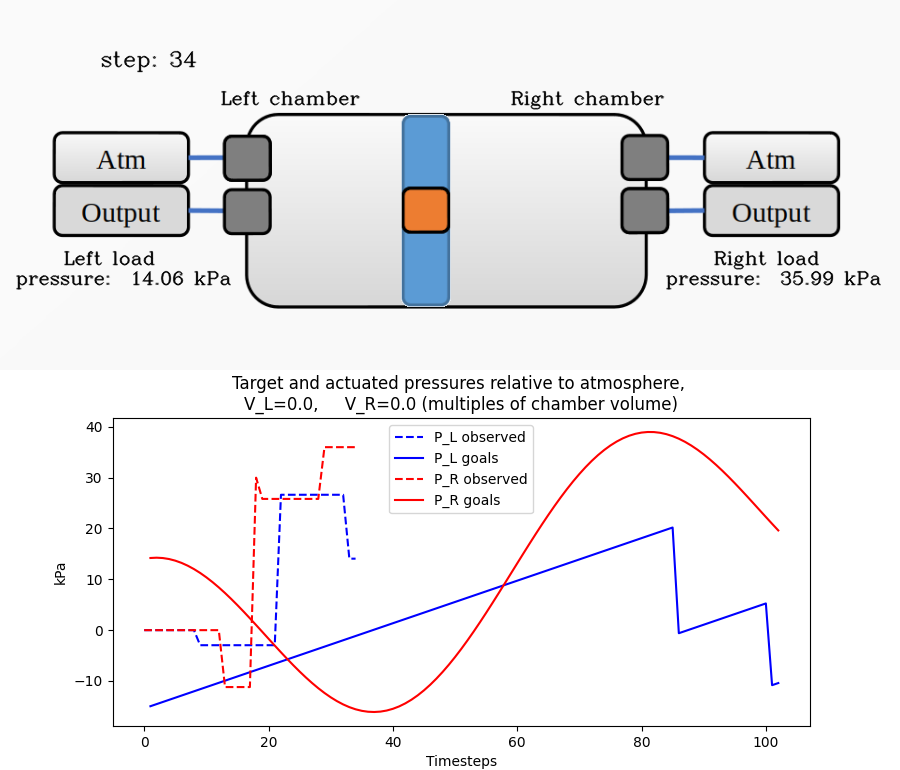 step: 34
Left chamber
Right chamber
Atm
Atm
Output
Output
Left load
pressure: 14.06 kPa
Right load
pressure: 35.99 kPa
Target and actuated pressures relative to atmosphere,
V_L=0.0, V_R=0.0 (multiples of chamber volume)
P_L observed
P_L goals
P_R observed
P_R goals
40
30
20
10
0
−10
kPa
0
20
40
60
80
100
Timesteps